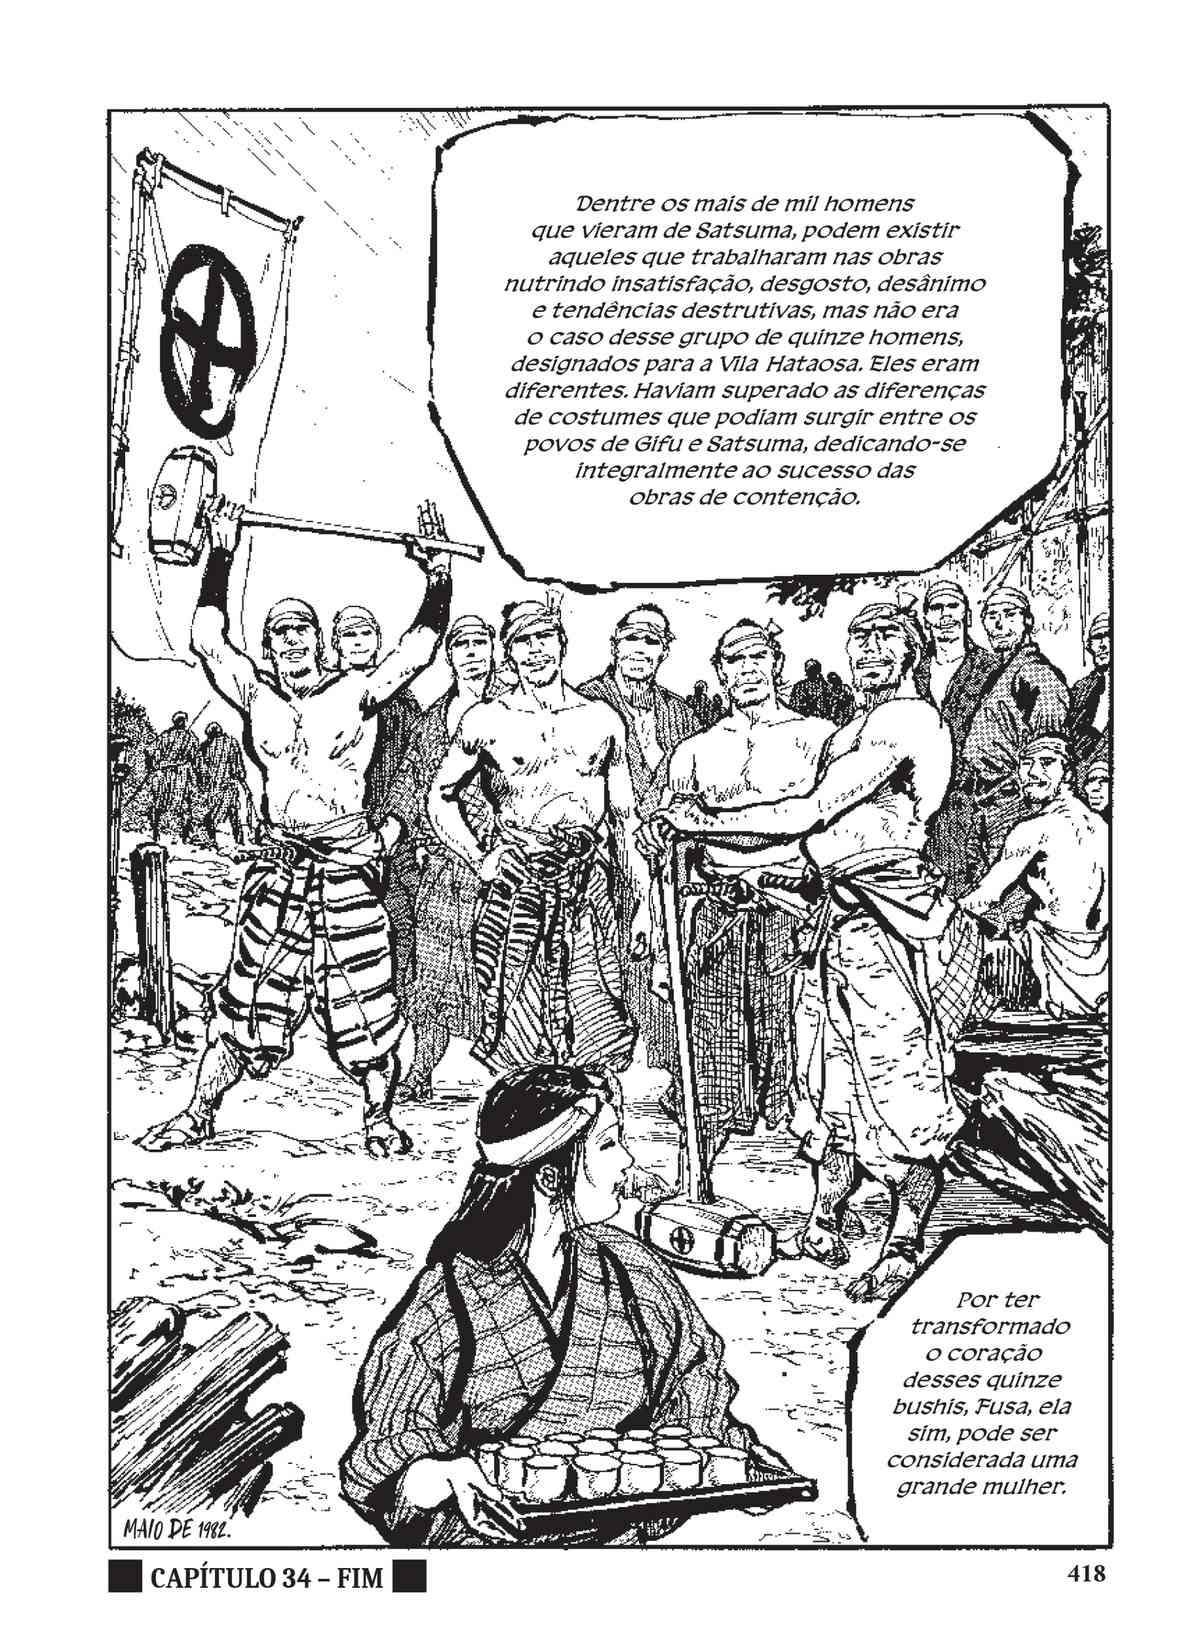 Dentre os mais de mil homens
que vieram de Satsuma, podem existir
aqueles que trabalharam nas obras
nutrindo insatisfação, desgosto, desânimo
e tendências destrutivas, mas não era
o caso desse grupo de quinze homens,
designados para a Vila Hataosa. Eles eram
diferentes. Haviam superado as diferenças
de costumes que podiam surgir entre os
povos de Gifu e Satsuma, dedicando-se
integralmente ao sucesso das
obras de contenção.
Por ter
transformado
o coração
desses quinze
bushis, Fusa, ela
sim, pode ser
considerada uma
grande mulher.
MAIO DE 1982.
CAPÍTULO 34 – FIM
418